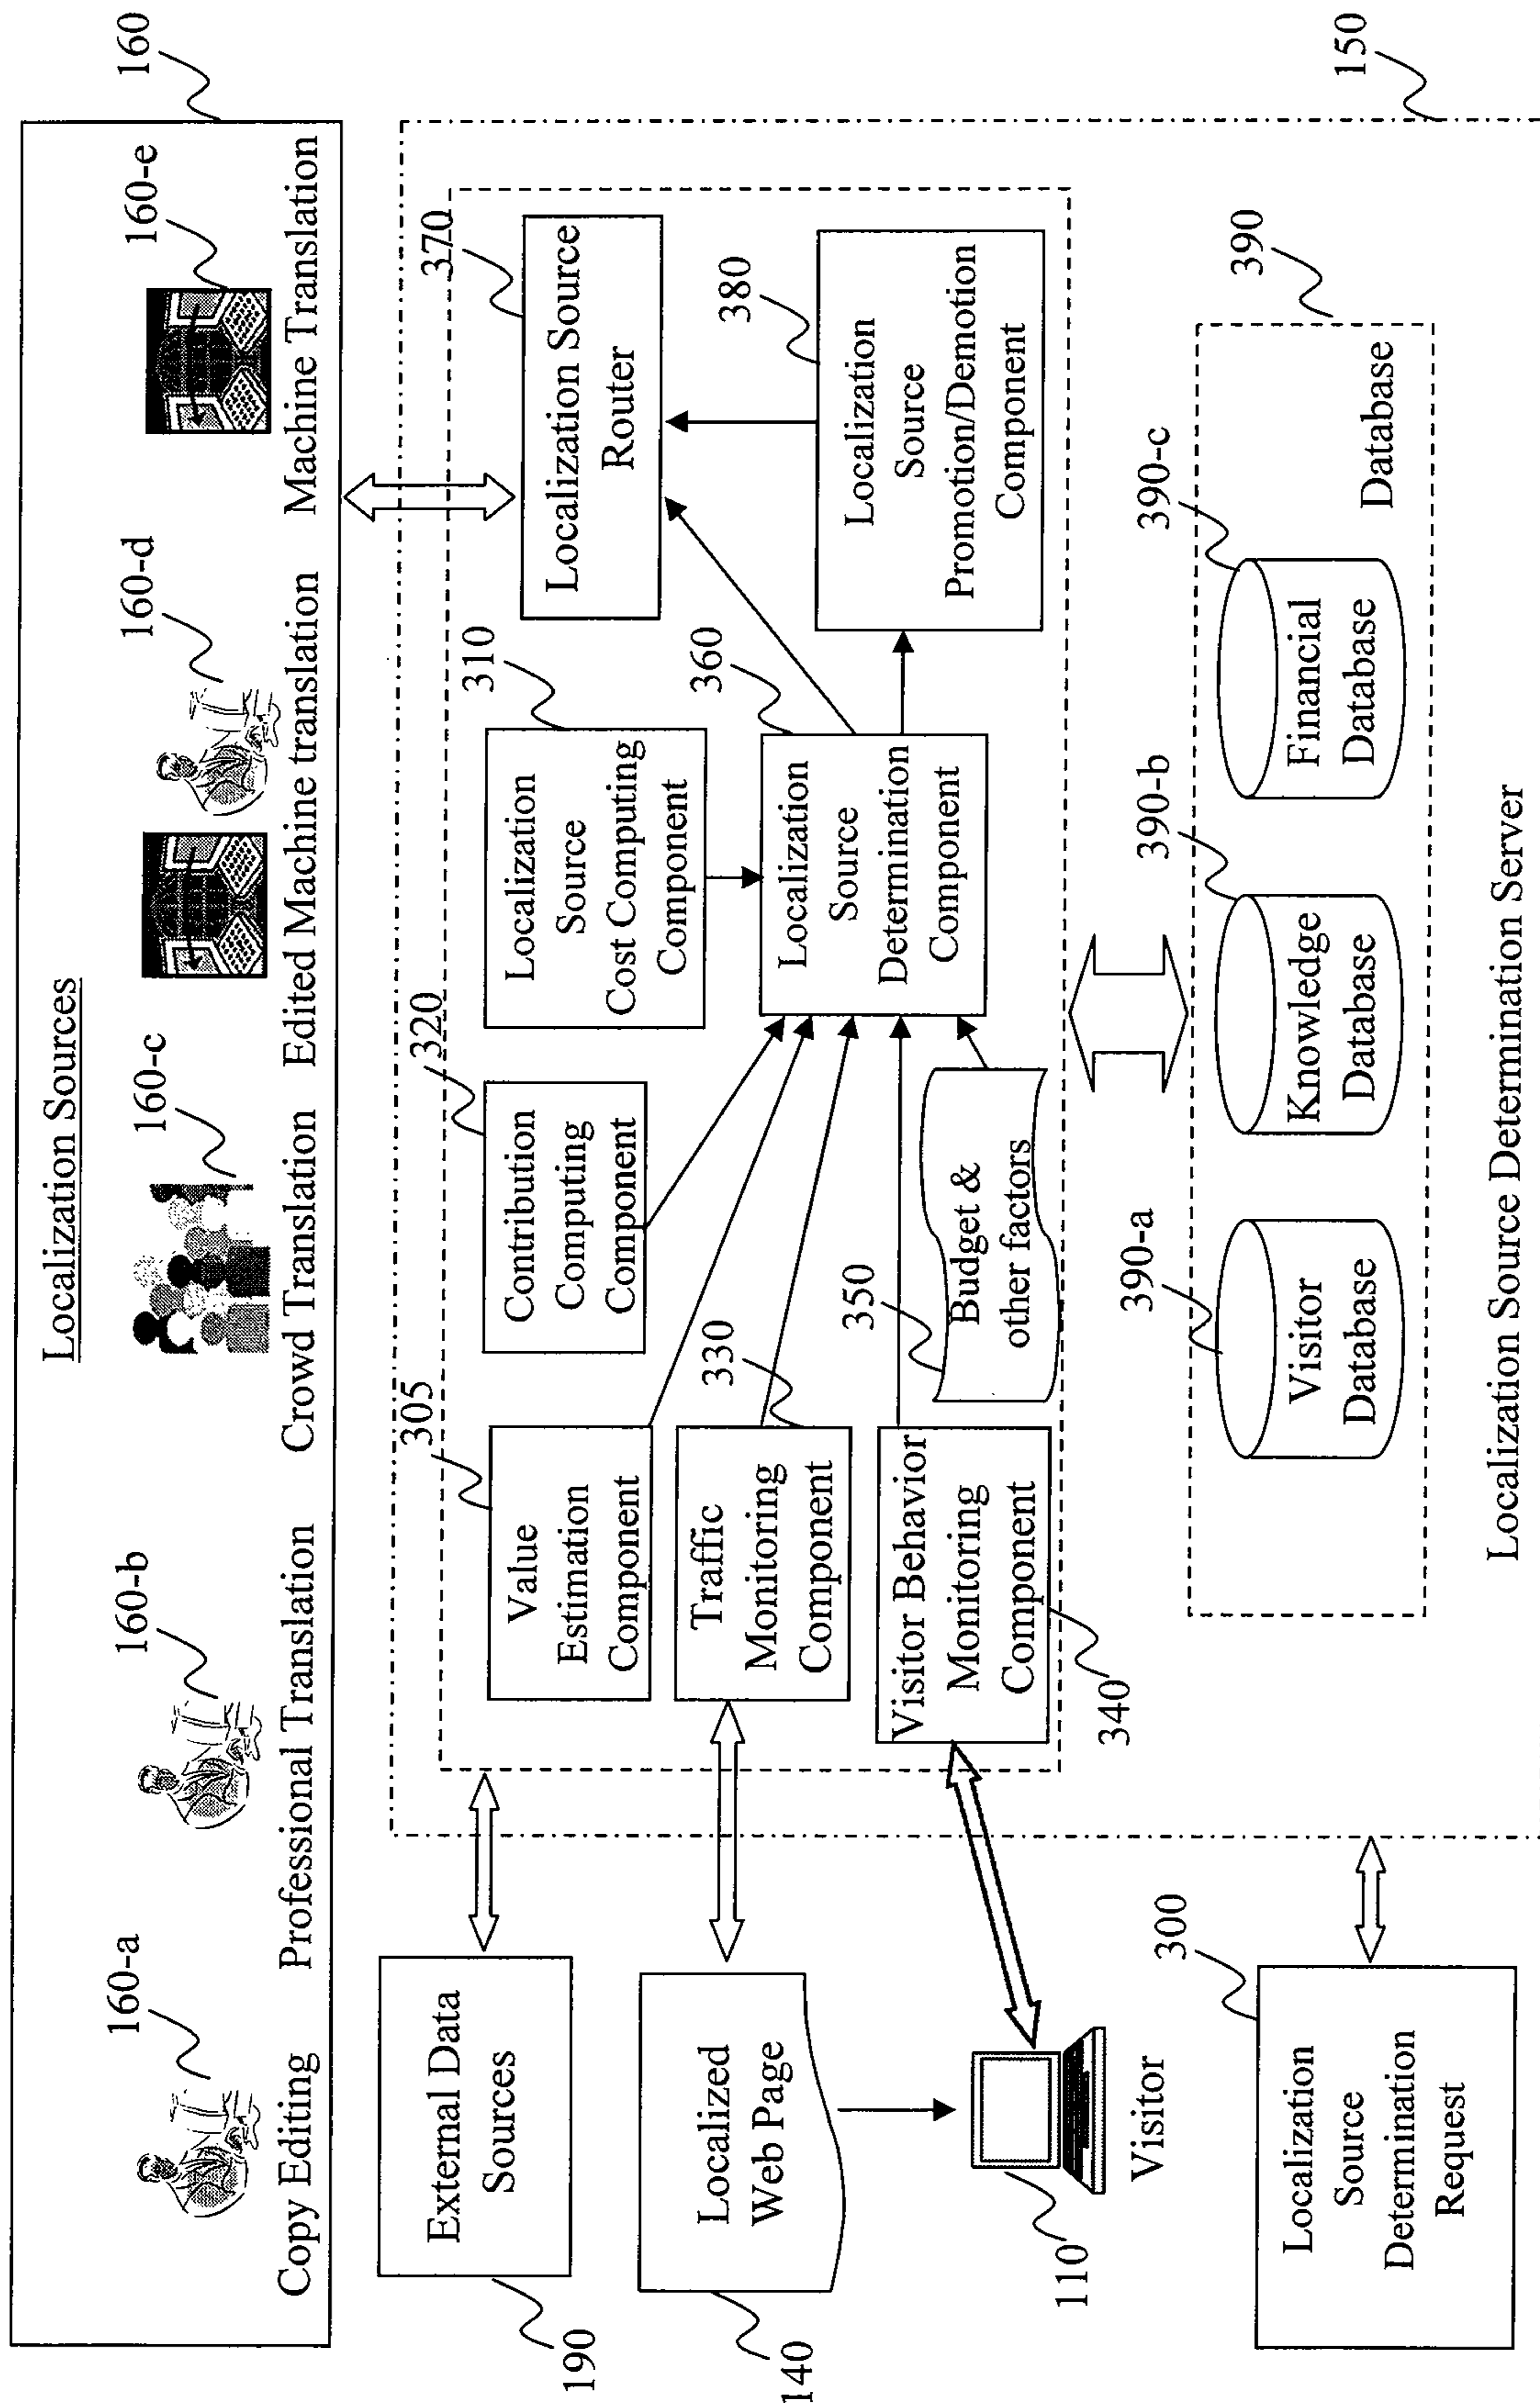 Localization Sources
160
160-a
160-b
160-c
160-d
160-e
Copy Editing
Professional Translation
Crowd Translation
Edited Machine translation
Machine Translation
External Data
Sources
190
Localized
Web Page
140
110
Visitor
300
Localization
Source
Determination
Request
305
Value
Estimation
Component
320
Contribution
Computing
Component
310
Localization
Source
Cost Computing
Component
370
Localization Source
Router
Traffic
Monitoring
Component
330
Visitor Behavior
Monitoring
Component
340
350
Budget &
other factors
360
Localization
Source
Determination
Component
380
Localization
Source
Promotion/Demotion
Component
390-a
Visitor
Database
390-b
Knowledge
Database
390-c
Financial
Database
Database
390
150
Localization Source Determination Server